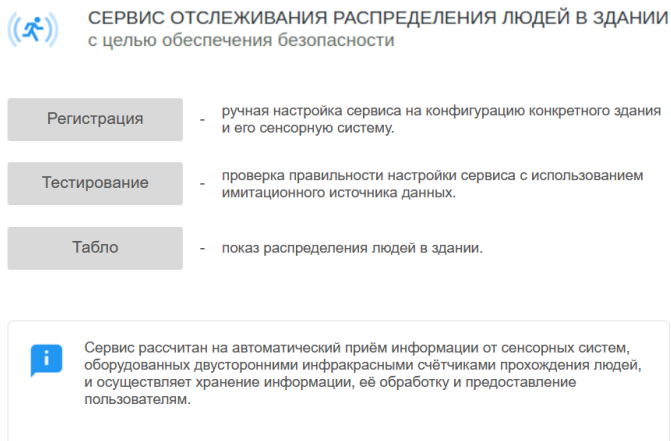 СЕРВИС ОТСЛЕЖИВАНИЯ РАСПРЕДЕЛЕНИЯ ЛЮДЕЙ В ЗДАНИИ
с целью обеспечения безопасности
Регистрация - ручная настройка сервиса на конфигурацию конкретного здания
и его сенсорную систему.
Тестирование - проверка правильности настройки сервиса с использованием
имитационного источника данных.
Табло - показ распределения людей в здании.
Сервис рассчитан на автоматический приём информации от сенсорных систем,
оборудованных двусторонними инфракрасными счётчиками прохождения людей,
и осуществляет хранение информации, её обработку и предоставление
пользователям.